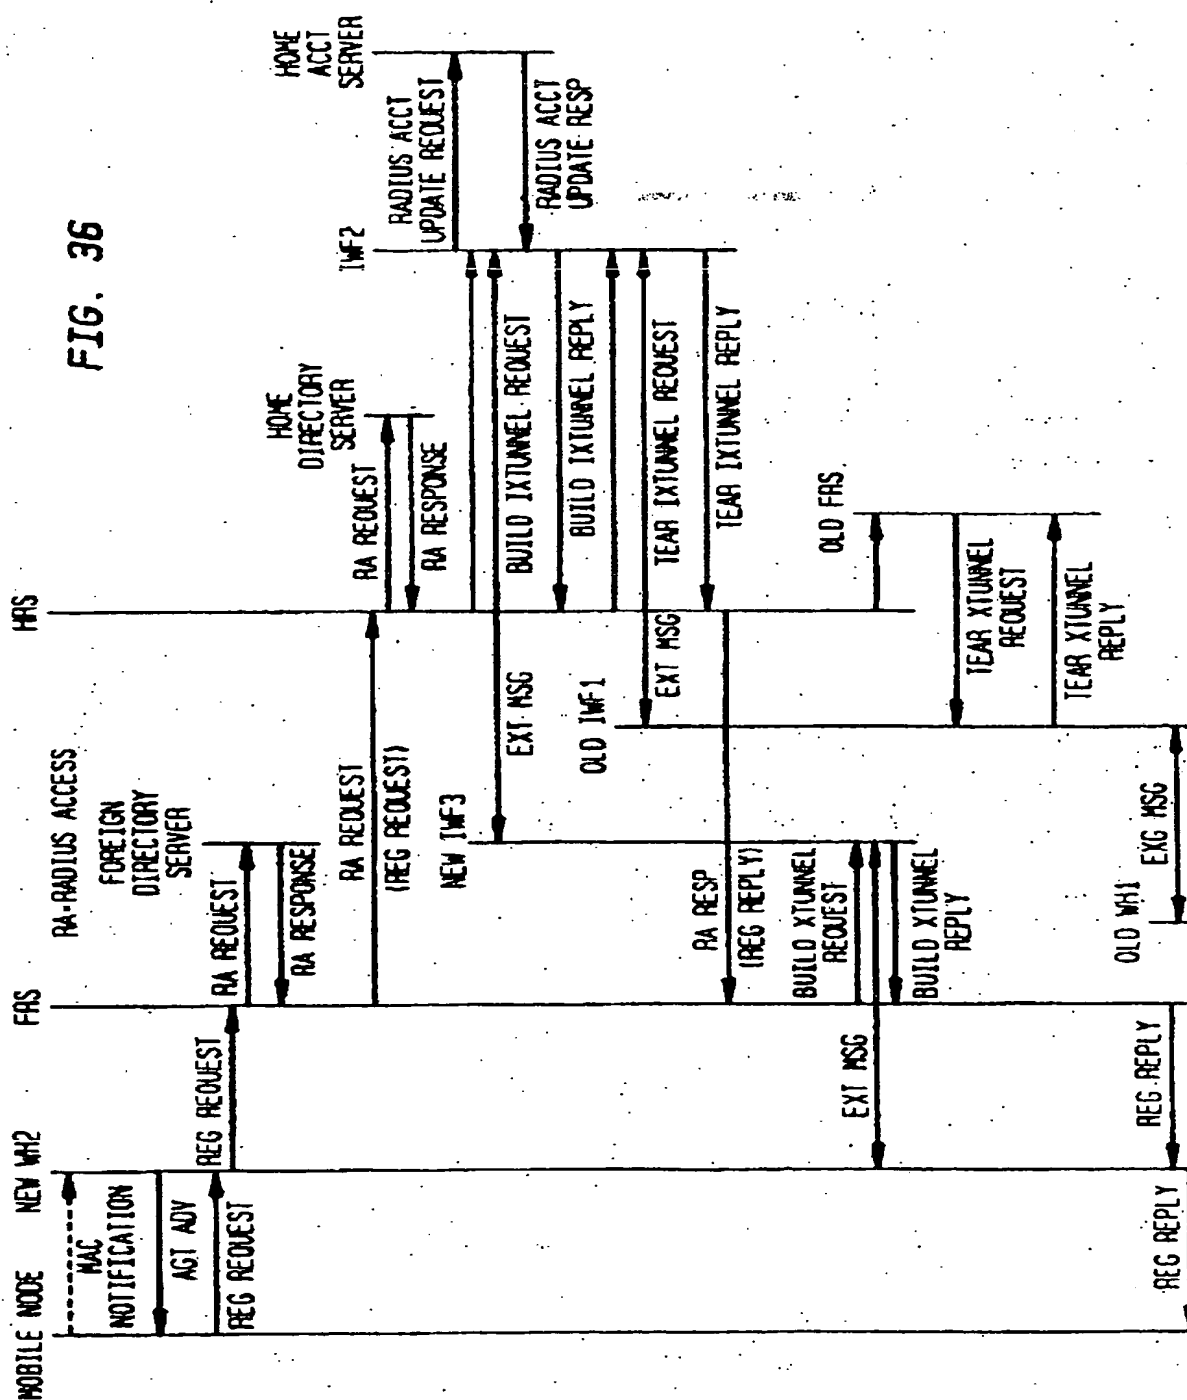 FIG. 36
RA-RADIUS ACCESS
MOBILE NODE
NEW WH2
FRS
HRS
MAC
NOTIFICATION
AGT ADV
REG REQUEST
REG REQUEST
FOREIGN
DIRECTORY
SERVER
RA REQUEST
RA RESPONSE
RA REQUEST
(REG REQUEST)
HOME
DIRECTORY
SERVER
RA REQUEST
RA RESPONSE
IWF2
HOME
ACCT
SERVER
RADIUS ACCT
UPDATE REQUEST
RADIUS ACCT
UPDATE RESP
NEW IWF3
EXT MSG
BUILD IXTUNNEL REQUEST
BUILD IXTUNNEL REPLY
OLD IWF1
EXT MSG
TEAR IXTUNNEL REQUEST
TEAR IXTUNNEL REPLY
RA RESP
(REG REPLY)
BUILD XTUNNEL
REQUEST
EXT MSG
BUILD XTUNNEL
REPLY
OLD FRS
TEAR XTUNNEL
REQUEST
TEAR XTUNNEL
REPLY
OLD WH1
EXG MSG
REG REPLY
REG REPLY